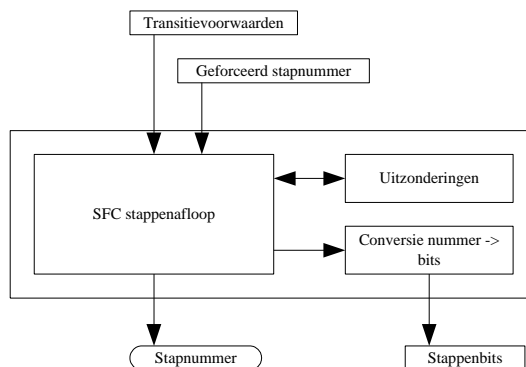 Transitievoorwaarden
Geforceerd stapnummer
SFC stappenafloop
Uitzonderingen
Conversie nummer ->
bits
Stapnummer
Stappenbits